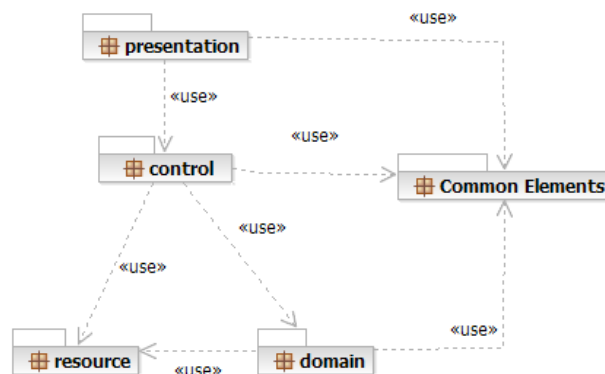 «use»
presentation
«use»
«use»
control
Common Elements
«use»
«use»
«use»
resource
domain
«use»